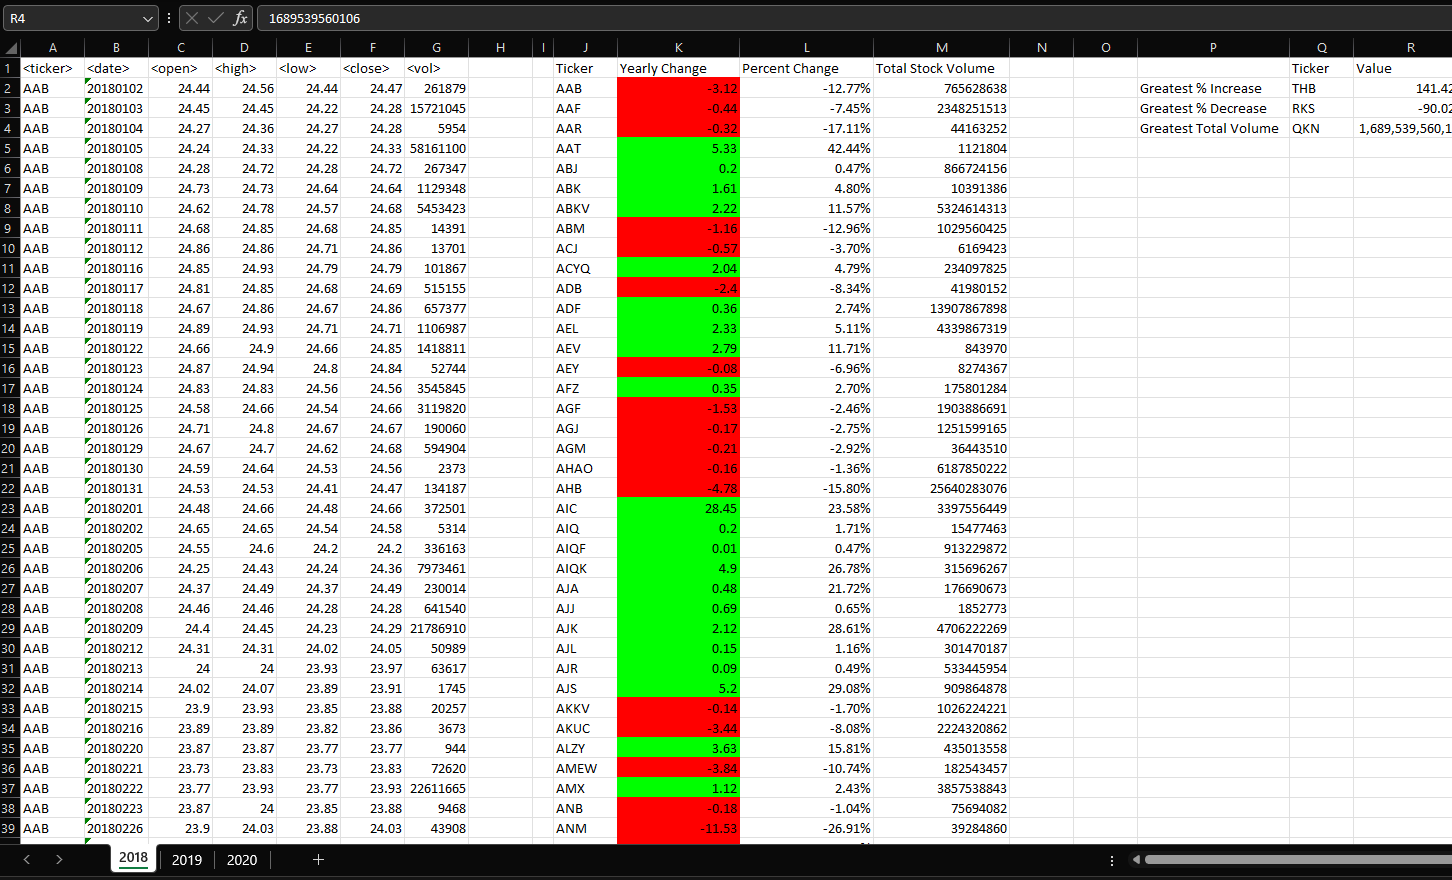 R4 fx 1689539560106
A B C D E F G H I J K L M N O P Q R
1 <ticker> <date> <open> <high> <low> <close> <vol> Ticker Yearly Change Percent Change Total Stock Volume Ticker Value
2 AAB 20180102 24.44 24.56 24.44 24.47 261879 AAB -3.12 -12.77% 765628638 Greatest % Increase THB 141.42
3 AAB 20180103 24.45 24.45 24.22 24.28 15721045 AAF -0.44 -7.45% 2348251513 Greatest % Decrease RKS -90.02
4 AAB 20180104 24.27 24.36 24.27 24.28 5954 AAR -0.32 -17.11% 44163252 Greatest Total Volume QKN 1,689,539,560,1
5 AAB 20180105 24.24 24.33 24.22 24.33 58161100 AAT 5.33 42.44% 1121804
6 AAB 20180108 24.28 24.72 24.28 24.72 267347 ABJ 0.2 0.47% 866724156
7 AAB 20180109 24.73 24.73 24.64 24.64 1129348 ABK 1.61 4.80% 10391386
8 AAB 20180110 24.62 24.78 24.57 24.68 5453423 ABKV 2.22 11.57% 5324614313
9 AAB 20180111 24.68 24.85 24.68 24.85 14391 ABM -1.16 -12.96% 1029560425
10 AAB 20180112 24.86 24.86 24.71 24.86 13701 ACJ -0.57 -3.70% 6169423
11 AAB 20180116 24.85 24.93 24.79 24.79 101867 ACYQ 2.04 4.79% 234097825
12 AAB 20180117 24.81 24.85 24.68 24.69 515155 ADB -2.4 -8.34% 41980152
13 AAB 20180118 24.67 24.86 24.67 24.86 657377 ADF 0.36 2.74% 13907867898
14 AAB 20180119 24.89 24.93 24.71 24.71 1106987 AEL 2.33 5.11% 4339867319
15 AAB 20180122 24.66 24.9 24.66 24.85 1418811 AEV 2.79 11.71% 843970
16 AAB 20180123 24.87 24.94 24.8 24.84 52744 AEY -0.08 -6.96% 8274367
17 AAB 20180124 24.83 24.83 24.56 24.56 3545845 AFZ 0.35 2.70% 175801284
18 AAB 20180125 24.58 24.66 24.54 24.66 3119820 AGF -1.53 -2.46% 1903886691
19 AAB 20180126 24.71 24.8 24.67 24.67 190060 AGJ -0.17 -2.75% 1251599165
20 AAB 20180129 24.67 24.7 24.62 24.68 594904 AGM -0.21 -2.92% 36443510
21 AAB 20180130 24.59 24.64 24.53 24.56 2373 AHAO -0.16 -1.36% 6187850222
22 AAB 20180131 24.53 24.53 24.41 24.47 134187 AHB -4.78 -15.80% 25640283076
23 AAB 20180201 24.48 24.66 24.48 24.66 372501 AIC 28.45 23.58% 3397556449
24 AAB 20180202 24.65 24.65 24.54 24.58 5314 AIQ 0.2 1.71% 15477463
25 AAB 20180205 24.55 24.6 24.2 24.2 336163 AIQF 0.01 0.47% 913229872
26 AAB 20180206 24.25 24.43 24.24 24.36 7973461 AIQK 4.9 26.78% 315696267
27 AAB 20180207 24.37 24.49 24.37 24.49 230014 AJA 0.48 21.72% 176690673
28 AAB 20180208 24.46 24.46 24.28 24.28 641540 AJJ 0.69 0.65% 1852773
29 AAB 20180209 24.4 24.45 24.23 24.29 21786910 AJK 2.12 28.61% 4706222269
30 AAB 20180212 24.31 24.31 24.02 24.05 50989 AJL 0.15 1.16% 301470187
31 AAB 20180213 24 24 23.93 23.97 63617 AJR 0.09 0.49% 533445954
32 AAB 20180214 24.02 24.07 23.89 23.91 1745 AJS 5.2 29.08% 909864878
33 AAB 20180215 23.9 23.93 23.85 23.88 20257 AKKV -0.14 -1.70% 1026224221
34 AAB 20180216 23.89 23.89 23.82 23.86 3673 AKUC -3.44 -8.08% 2224320862
35 AAB 20180220 23.87 23.87 23.77 23.77 944 ALZY 3.63 15.81% 435013558
36 AAB 20180221 23.73 23.83 23.73 23.83 72620 AMEW -3.84 -10.74% 182543457
37 AAB 20180222 23.77 23.93 23.77 23.93 22611665 AMX 1.12 2.43% 3857538843
38 AAB 20180223 23.87 24 23.85 23.88 9468 ANB -0.18 -1.04% 75694082
39 AAB 20180226 23.9 24.03 23.88 24.03 43908 ANM -11.53 -26.91% 39284860
2018 2019 2020 +